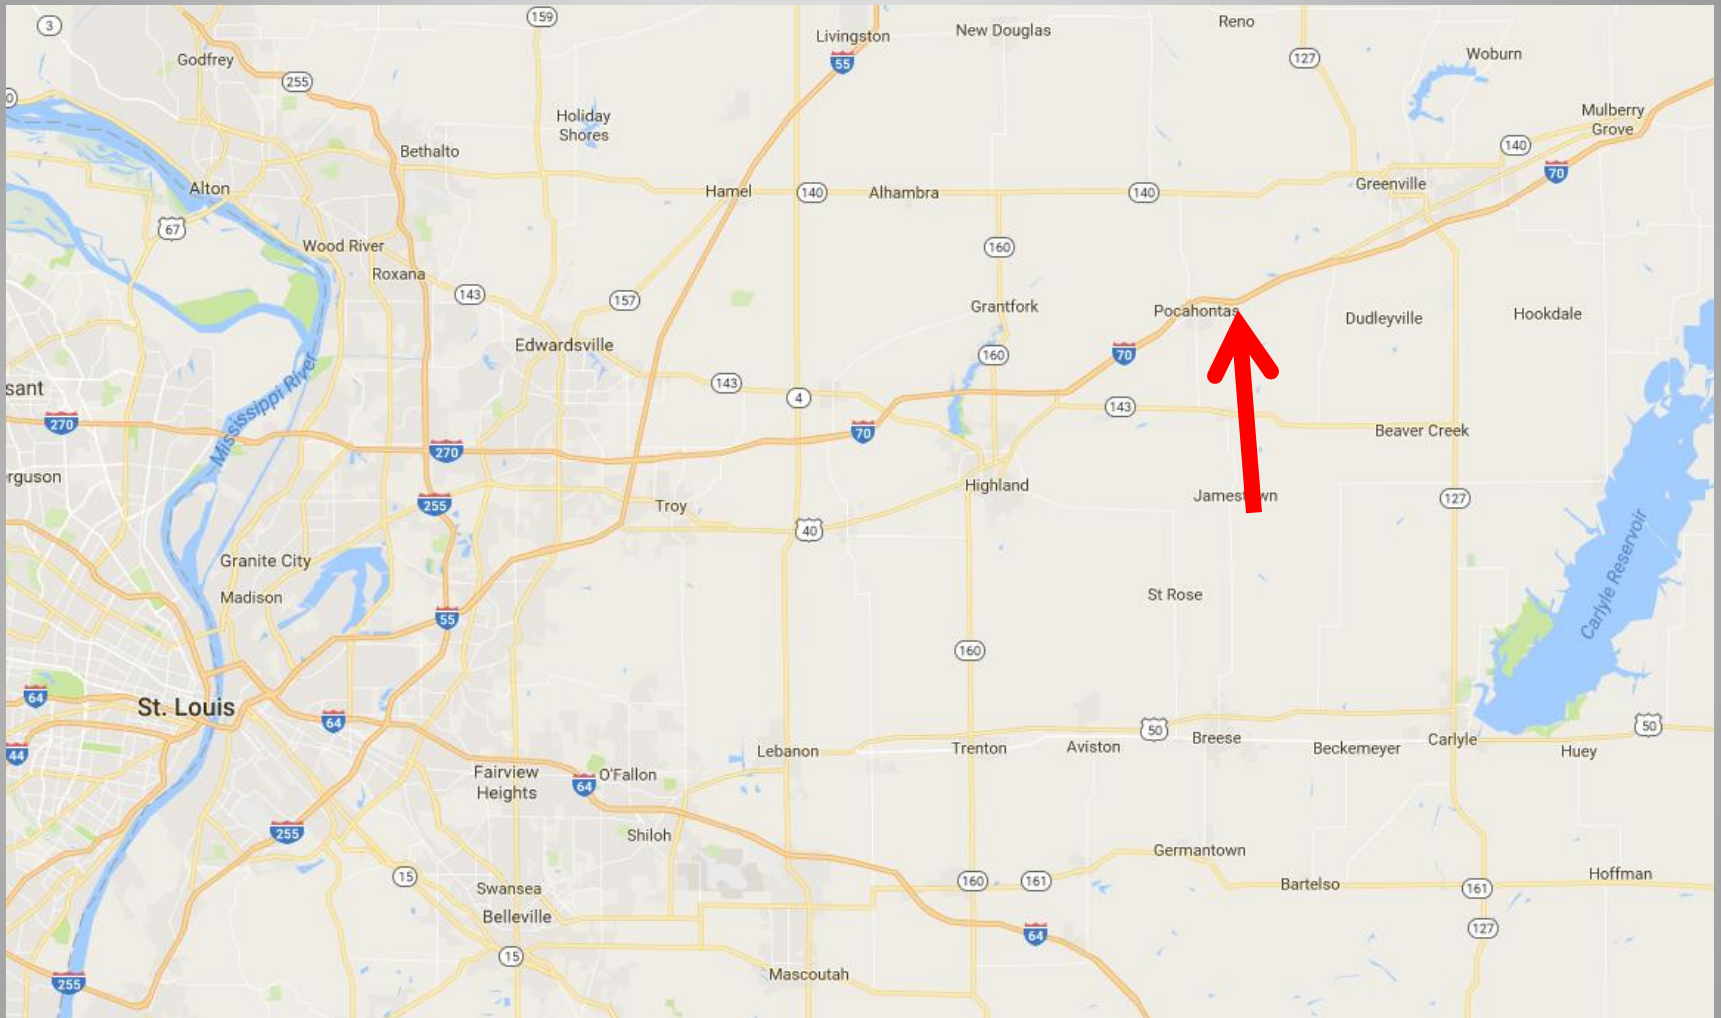 3
159
Livingston
New Douglas
Reno
Godfrey
55
127
Woburn
255
0
Holiday
Shores
Mulberry
Grove
Bethalto
140
70
Alton
Hamel
140
Alhambra
140
Greenville
67
Wood River
160
Roxana
143
157
Grantfork
Pocahontas
Dudleyville
Hookdale
Edwardsville
160
70
sant
143
4
143
270
Mississippi River
70
Beaver Creek
270
erguson
Highland
255
Troy
Jamestown
127
40
Granite City
Madison
St Rose
Carlyle Reservoir
55
160
64
St. Louis
64
50
50
44
Lebanon
Trenton
Aviston
Breese
Beckemeyer
Carlyle
Huey
Fairview
Heights
64
O'Fallon
255
Shiloh
Germantown
15
Swansea
160
161
Bartelso
161
Hoffman
Belleville
64
127
15
255
Mascoutah